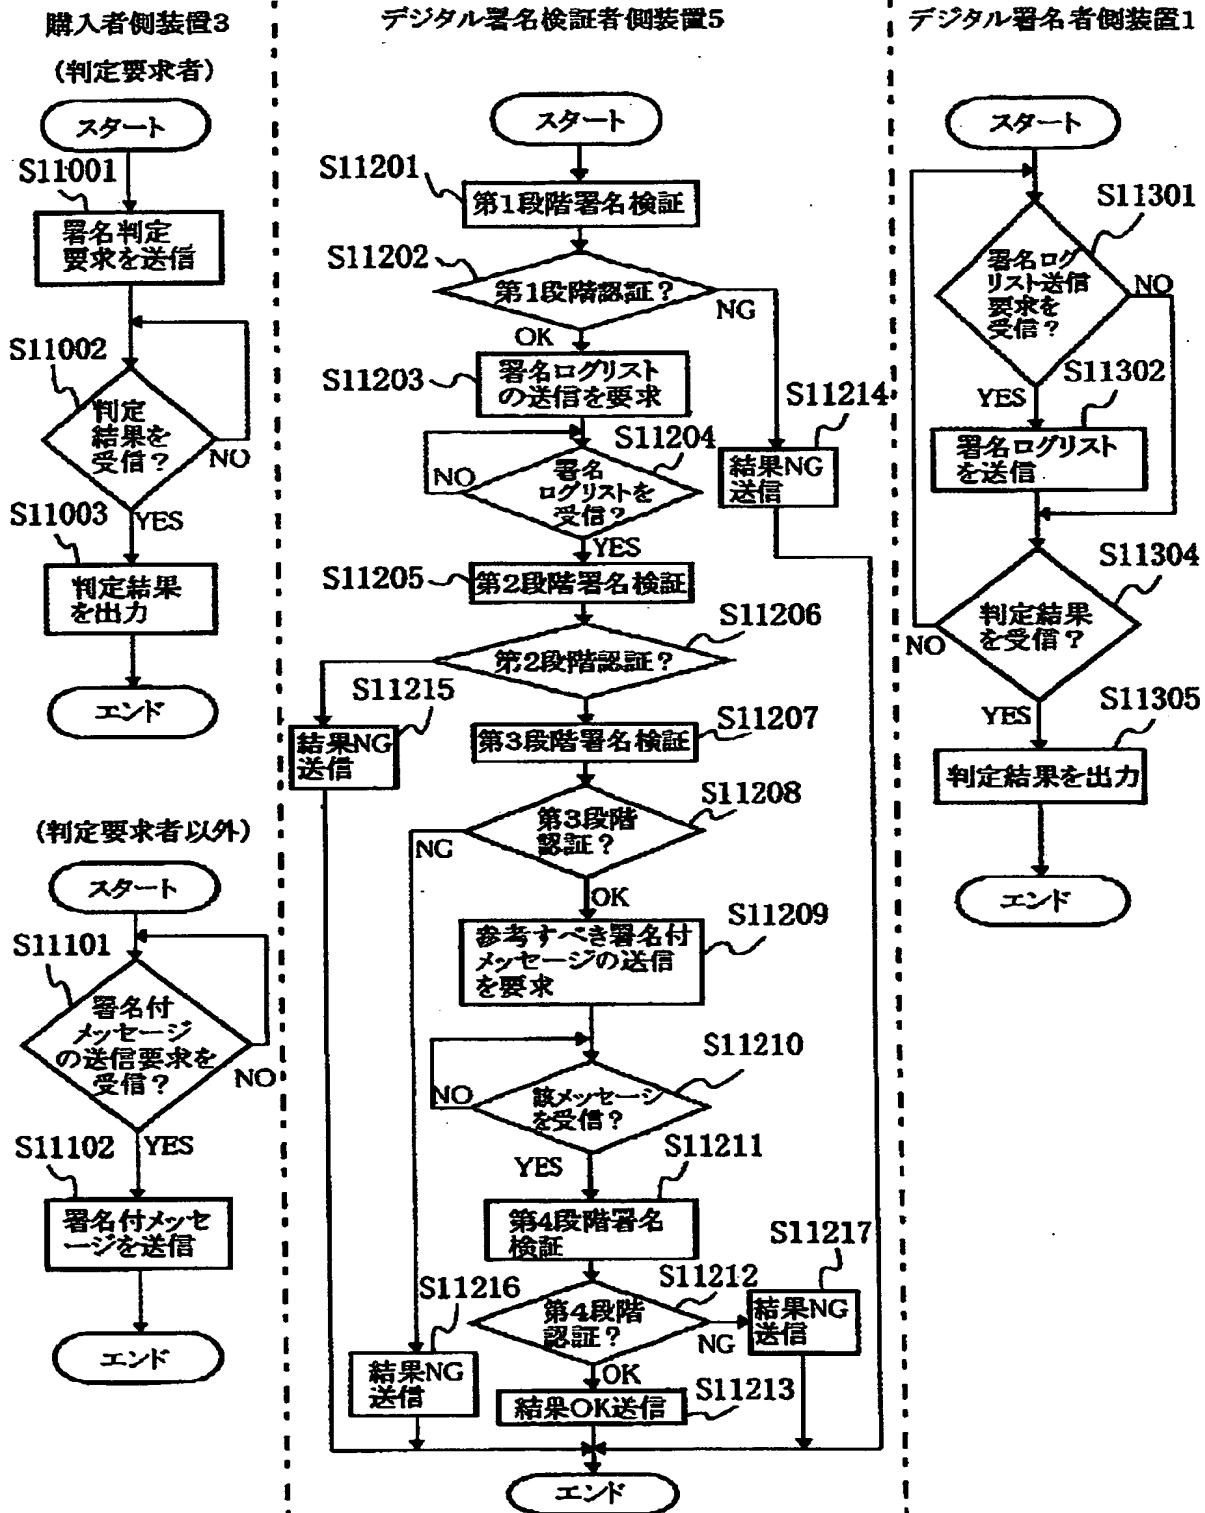 購入者側装置3
(判定要求者)
スタート
S11001
署名判定
要求を送信
S11002
判定
結果を
受信?
NO
S11003
YES
判定結果
を出力
エンド
(判定要求者以外)
スタート
S11101
署名付
メッセージ
の送信要求を
受信?
NO
S11102
YES
署名付メッセ
ージを送信
エンド
デジタル署名検証者側装置5
スタート
S11201
第1段階署名検証
S11202
第1段階認証?
NG
OK
S11203
署名ログリスト
の送信を要求
S11214
結果NG
送信
S11204
署名
ログリストを
受信?
NO
YES
S11205
第2段階署名検証
S11206
第2段階認証?
S11215
結果NG
送信
S11207
第3段階署名検証
S11208
第3段階
認証?
NG
OK
S11209
参考すべき署名付
メッセージの送信
を要求
S11210
該メッセージ
を受信?
NO
YES
S11211
第4段階署名
検証
S11212
第4段階
認証?
NG
S11217
結果NG
送信
S11216
結果NG
送信
OK
S11213
結果OK送信
エンド
デジタル署名者側装置1
スタート
S11301
署名ログ
リスト送信
要求を
受信?
NO
YES
S11302
署名ログリスト
を送信
S11304
判定結果
を受信?
NO
YES
S11305
判定結果を出力
エンド